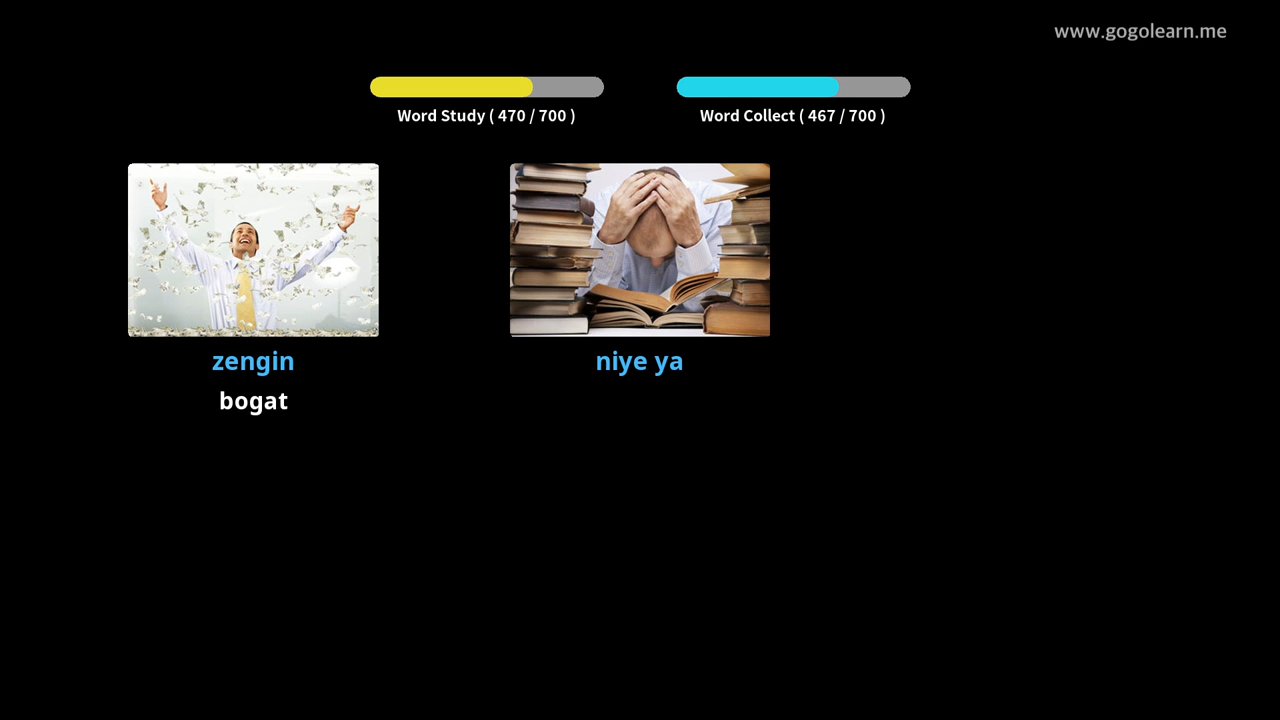 www.gogolearn.me
Word Study ( 470 / 700 )
Word Collect ( 467 / 700 )
zengin
bogat
niye ya